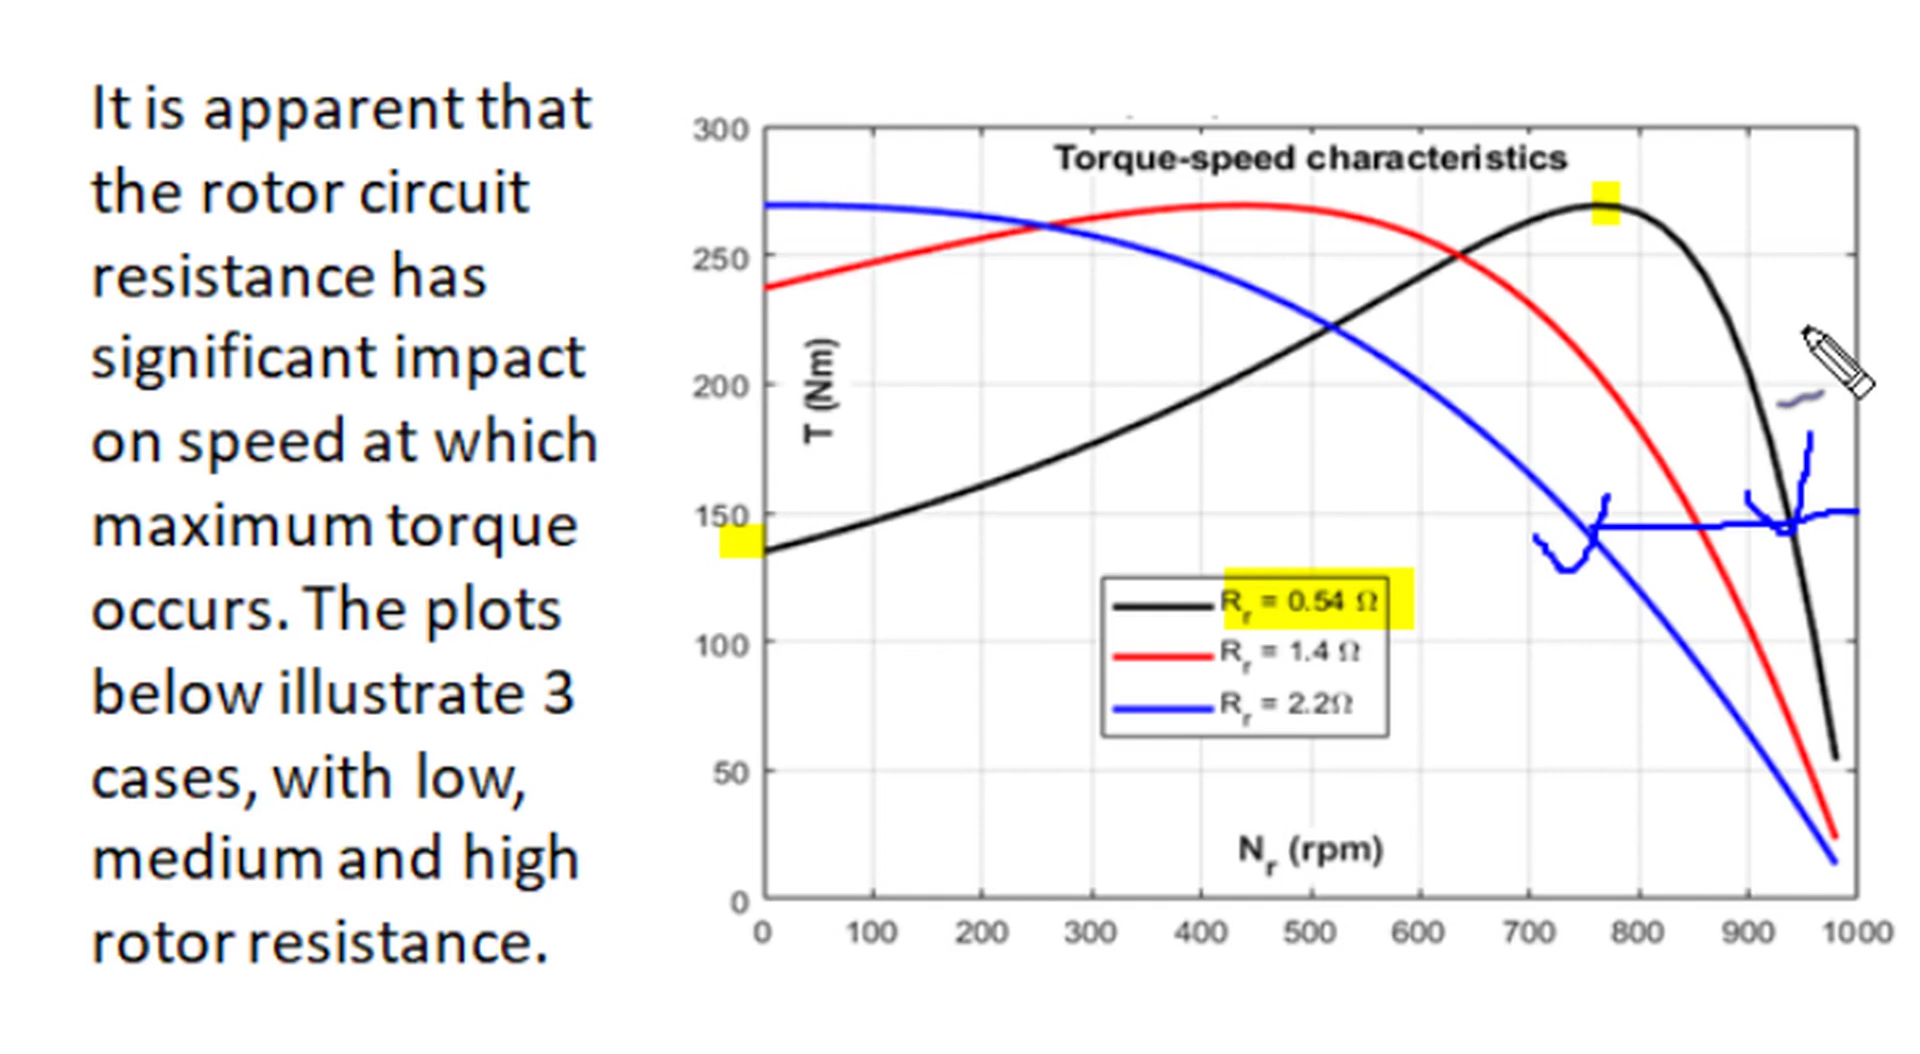 It is apparent that
the rotor circuit
resistance has
significant impact
on speed at which
maximum torque
occurs. The plots
below illustrate 3
cases, with low,
medium and high
rotor resistance.
Torque-speed characteristics
300
250
200
150
100
50
0
T (Nm)
R_r = 0.54 Ω
R_r = 1.4 Ω
R_r = 2.2Ω
N_r (rpm)
0 100 200 300 400 500 600 700 800 900 1000